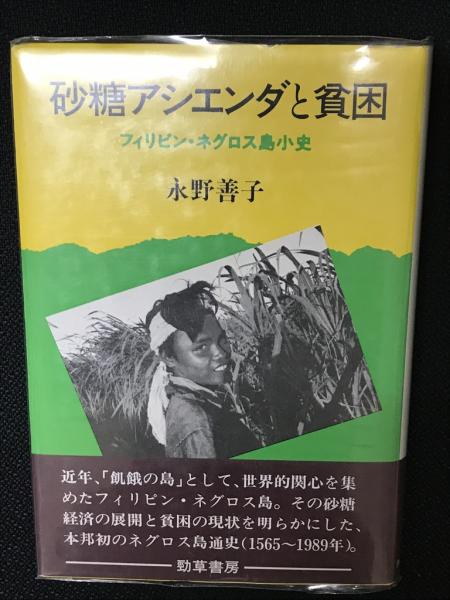 砂糖アシエンダと貧困
フィリピン・ネグロス島小史
永野善子
近年、「飢餓の島」として、世界的関心を集
めたフィリピン・ネグロス島。その砂糖
経済の展開と貧困の現状を明らかにした、
本邦初のネグロス島通史(1565〜1989年)。
勁草書房